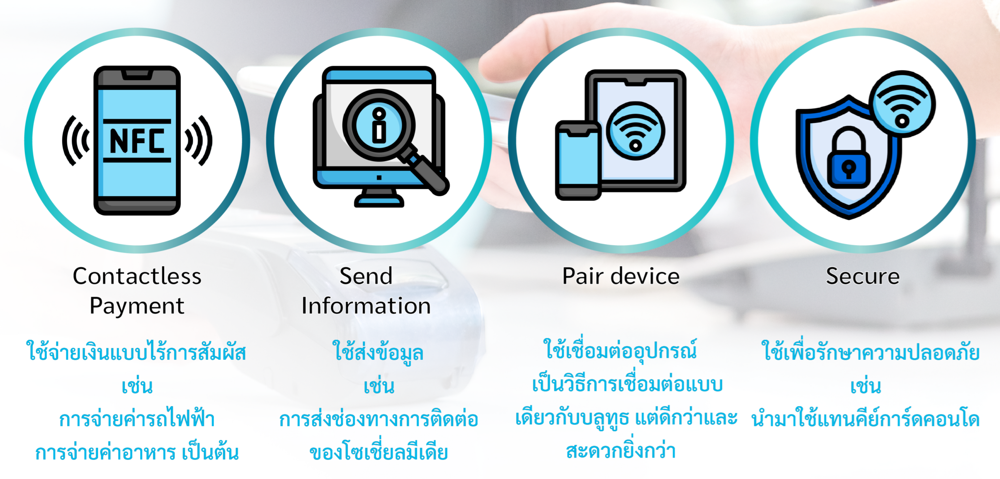 NFC
Contactless
Payment
ใช้จ่ายเงินแบบไร้การสัมผัส
เช่น
การจ่ายค่ารถไฟฟ้า
การจ่ายค่าอาหาร เป็นต้น
Send
Information
ใช้ส่งข้อมูล
เช่น
การส่งช่องทางการติดต่อ
ของโซเชี่ยลมีเดีย
Pair device
ใช้เชื่อมต่ออุปกรณ์
เป็นวิธีการเชื่อมต่อแบบ
เดียวกับบลูทูธ แต่ดีกว่าและ
สะดวกยิ่งกว่า
Secure
ใช้เพื่อรักษาความปลอดภัย
เช่น
นำมาใช้แทนคีย์การ์ดคอนโด